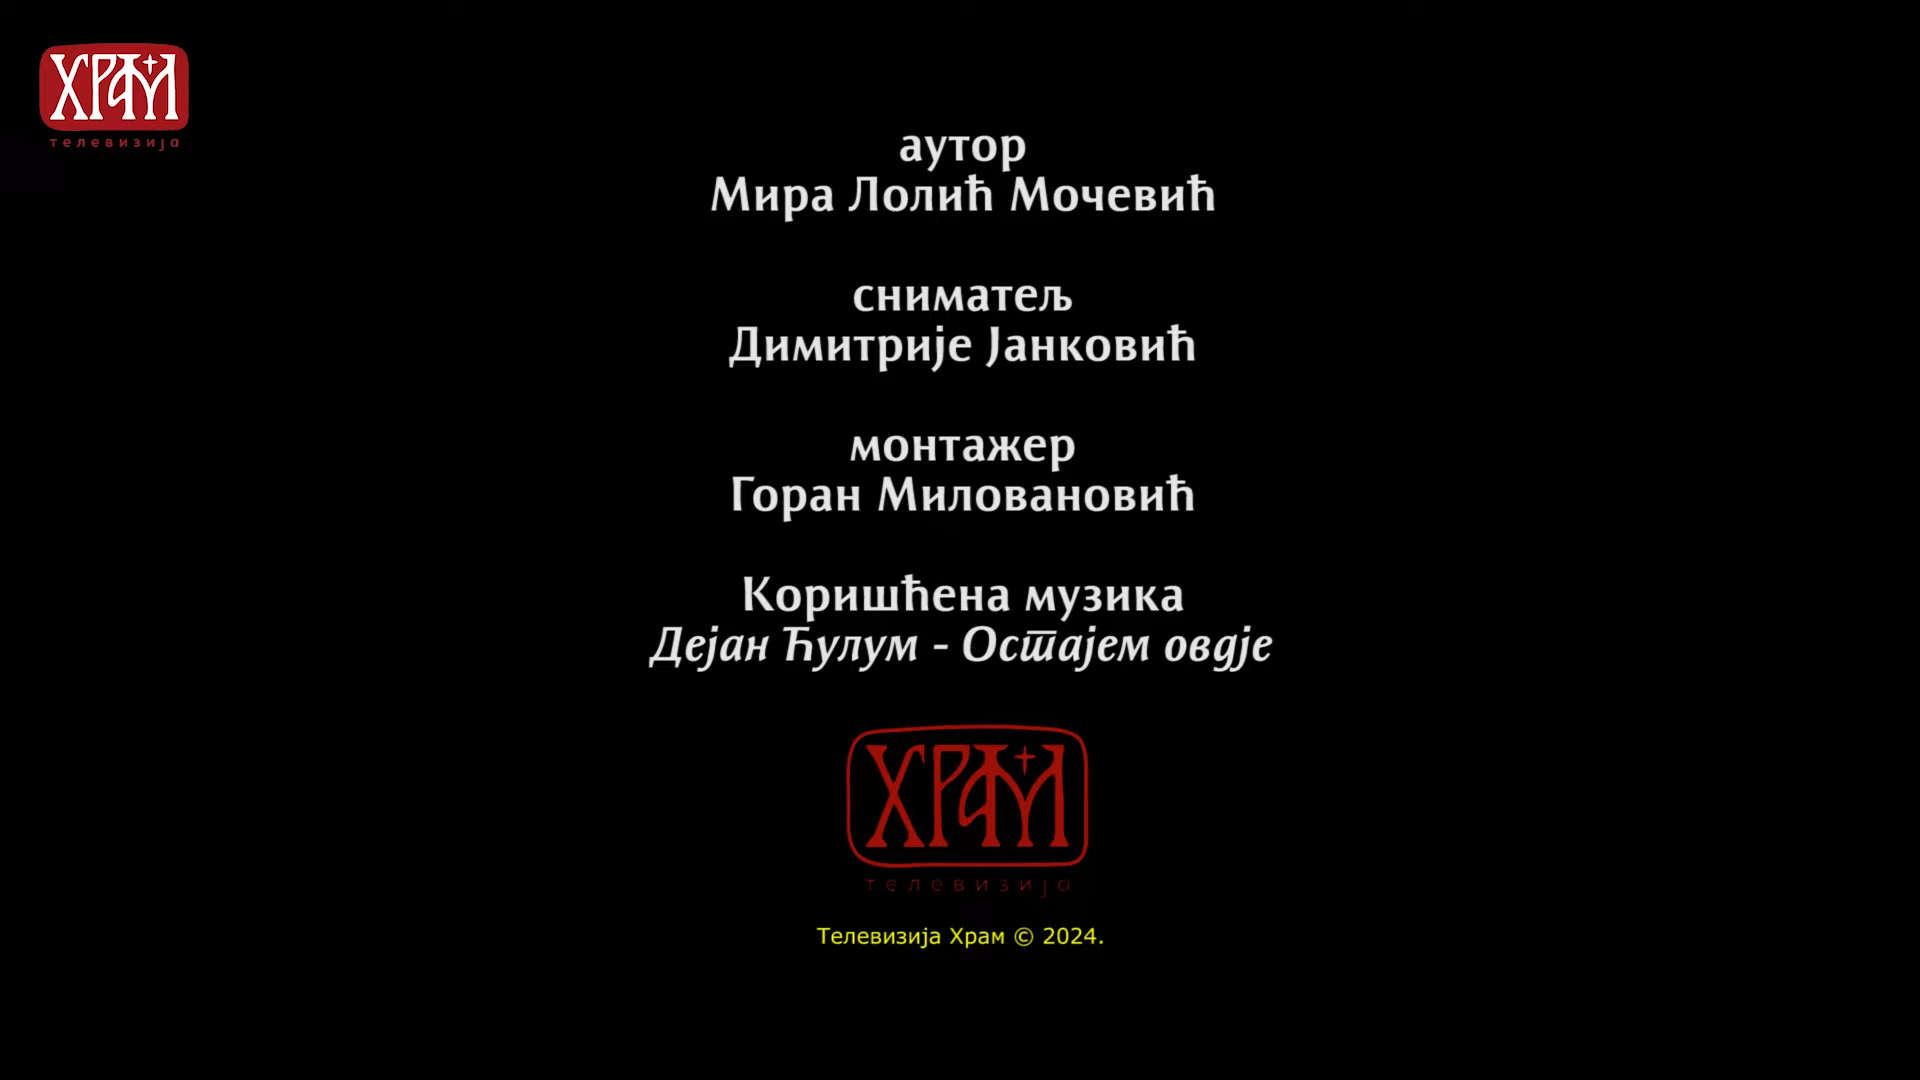 ХРАМ
телевизија
аутор
Мира Лолић Мочевић
сниматељ
Димитрије Јанковић
монтажер
Горан Миловановић
Коришћена музика
Дејан Ћулум - Остајем овдје
ХРАМ
телевизија
Телевизија Храм © 2024.